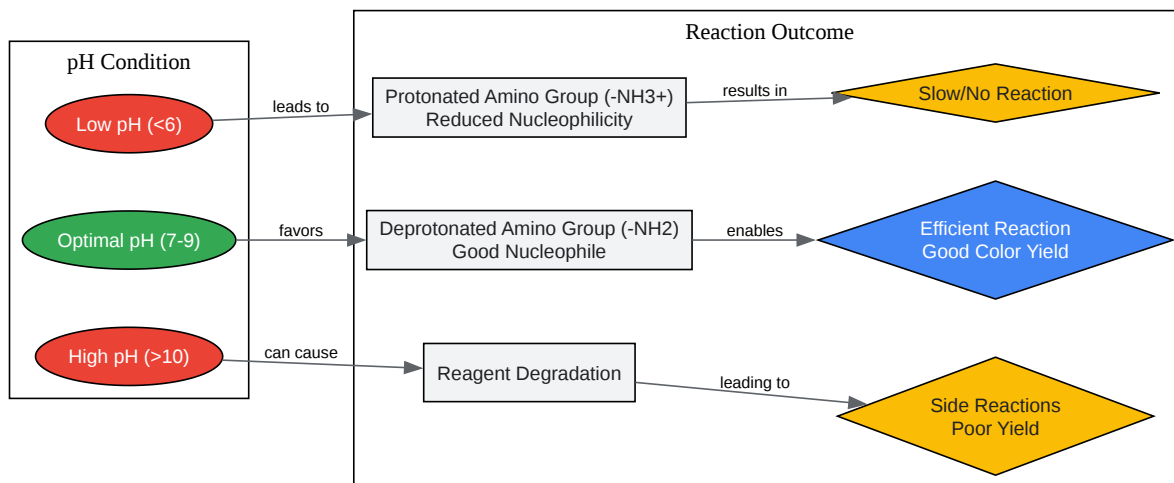 pH Condition
Reaction Outcome
Low pH (<6)
leads to
Protonated Amino Group (-NH3+)
Reduced Nucleophilicity
results in
Slow/No Reaction
Optimal pH (7-9)
favors
Deprotonated Amino Group (-NH2)
Good Nucleophile
enables
Efficient Reaction
Good Color Yield
High pH (>10)
can cause
Reagent Degradation
leading to
Side Reactions
Poor Yield